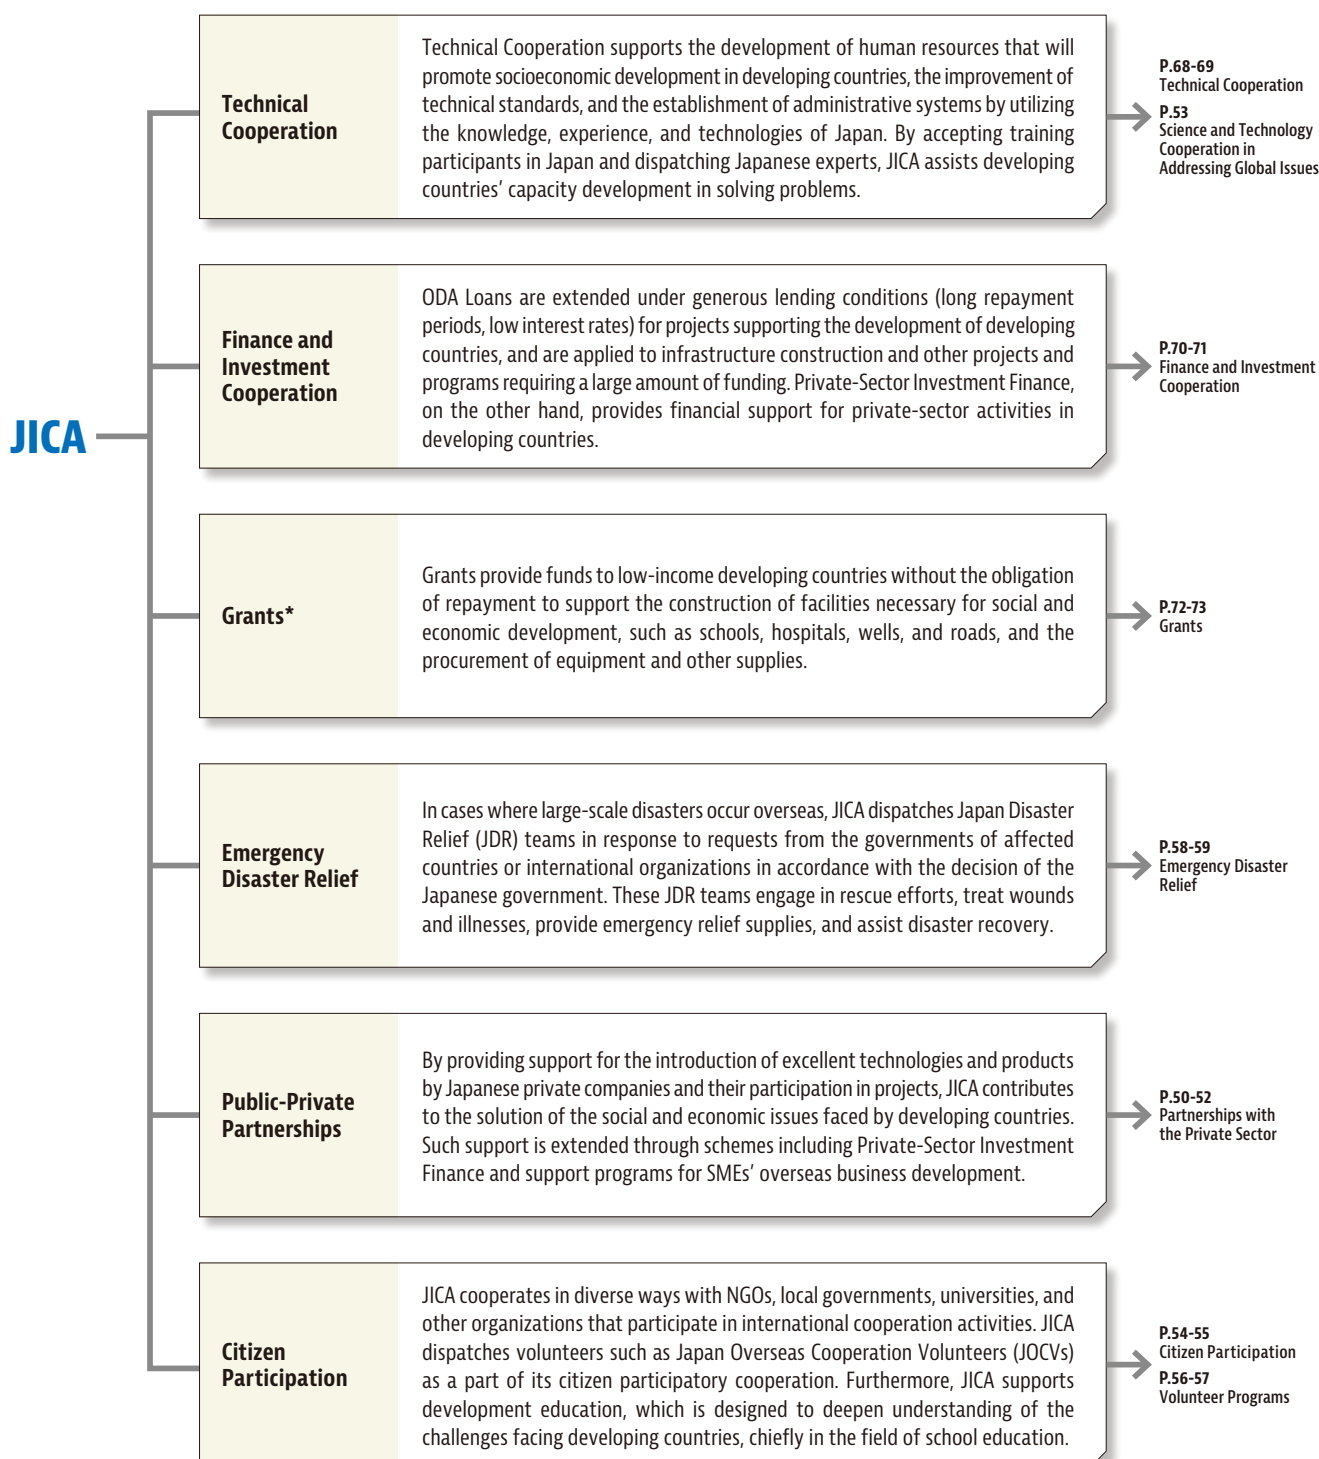 JICA
Technical
Cooperation
Technical Cooperation supports the development of human resources that will
promote socioeconomic development in developing countries, the improvement of
technical standards, and the establishment of administrative systems by utilizing
the knowledge, experience, and technologies of Japan. By accepting training
participants in Japan and dispatching Japanese experts, JICA assists developing
countries’ capacity development in solving problems.
P.68-69
Technical Cooperation
P.53
Science and Technology
Cooperation in
Addressing Global Issues
Finance and
Investment
Cooperation
ODA Loans are extended under generous lending conditions (long repayment
periods, low interest rates) for projects supporting the development of developing
countries, and are applied to infrastructure construction and other projects and
programs requiring a large amount of funding. Private-Sector Investment Finance,
on the other hand, provides financial support for private-sector activities in
developing countries.
P.70-71
Finance and Investment
Cooperation
Grants*
Grants provide funds to low-income developing countries without the obligation
of repayment to support the construction of facilities necessary for social and
economic development, such as schools, hospitals, wells, and roads, and the
procurement of equipment and other supplies.
P.72-73
Grants
Emergency
Disaster Relief
In cases where large-scale disasters occur overseas, JICA dispatches Japan Disaster
Relief (JDR) teams in response to requests from the governments of affected
countries or international organizations in accordance with the decision of the
Japanese government. These JDR teams engage in rescue efforts, treat wounds
and illnesses, provide emergency relief supplies, and assist disaster recovery.
P.58-59
Emergency Disaster
Relief
Public-Private
Partnerships
By providing support for the introduction of excellent technologies and products
by Japanese private companies and their participation in projects, JICA contributes
to the solution of the social and economic issues faced by developing countries.
Such support is extended through schemes including Private-Sector Investment
Finance and support programs for SMEs’ overseas business development.
P.50-52
Partnerships with
the Private Sector
Citizen
Participation
JICA cooperates in diverse ways with NGOs, local governments, universities, and
other organizations that participate in international cooperation activities. JICA
dispatches volunteers such as Japan Overseas Cooperation Volunteers (JOCVs)
as a part of its citizen participatory cooperation. Furthermore, JICA supports
development education, which is designed to deepen understanding of the
challenges facing developing countries, chiefly in the field of school education.
P.54-55
Citizen Participation
P.56-57
Volunteer Programs